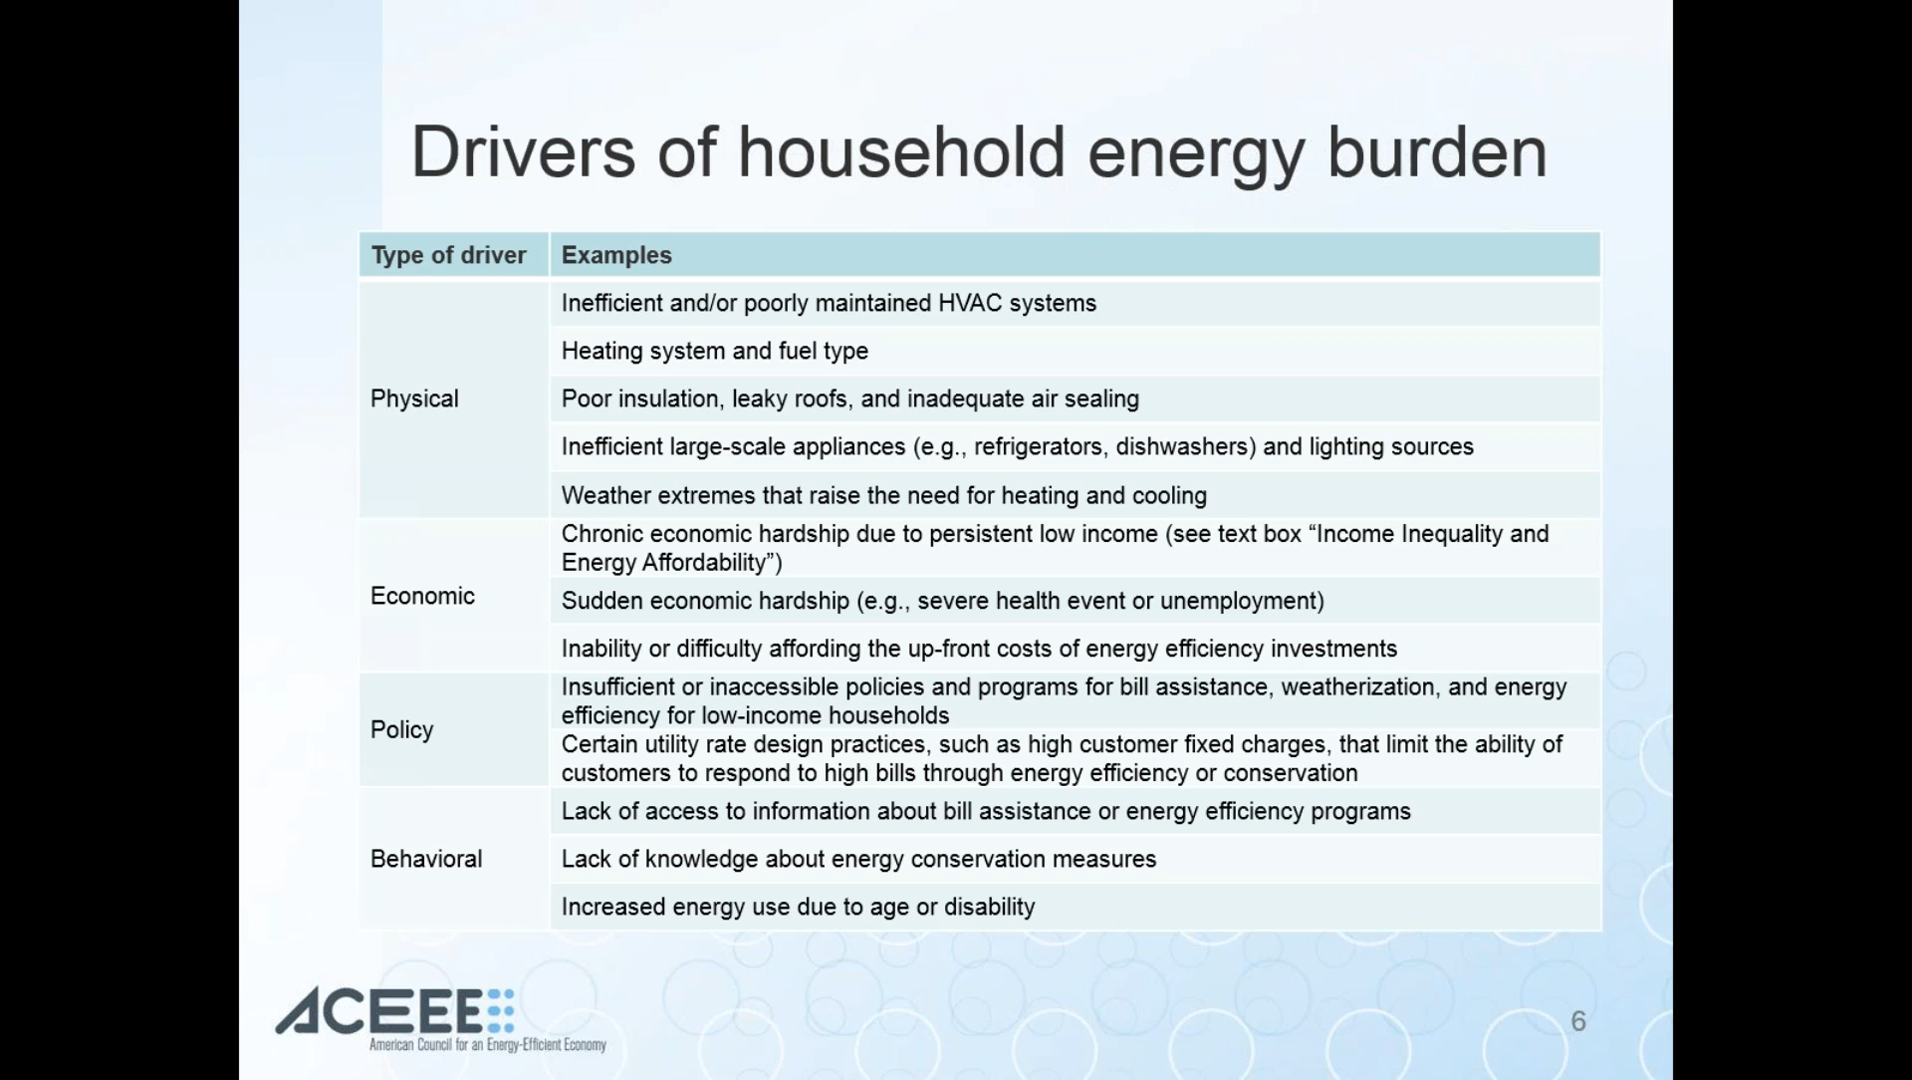 Drivers of household energy burden
Type of driver
Examples
Physical
Inefficient and/or poorly maintained HVAC systems
Heating system and fuel type
Poor insulation, leaky roofs, and inadequate air sealing
Inefficient large-scale appliances (e.g., refrigerators, dishwashers) and lighting sources
Weather extremes that raise the need for heating and cooling
Economic
Chronic economic hardship due to persistent low income (see text box “Income Inequality and
Energy Affordability”)
Sudden economic hardship (e.g., severe health event or unemployment)
Inability or difficulty affording the up-front costs of energy efficiency investments
Policy
Insufficient or inaccessible policies and programs for bill assistance, weatherization, and energy
efficiency for low-income households
Certain utility rate design practices, such as high customer fixed charges, that limit the ability of
customers to respond to high bills through energy efficiency or conservation
Behavioral
Lack of access to information about bill assistance or energy efficiency programs
Lack of knowledge about energy conservation measures
Increased energy use due to age or disability
ACEEE
American Council for an Energy-Efficient Economy
6